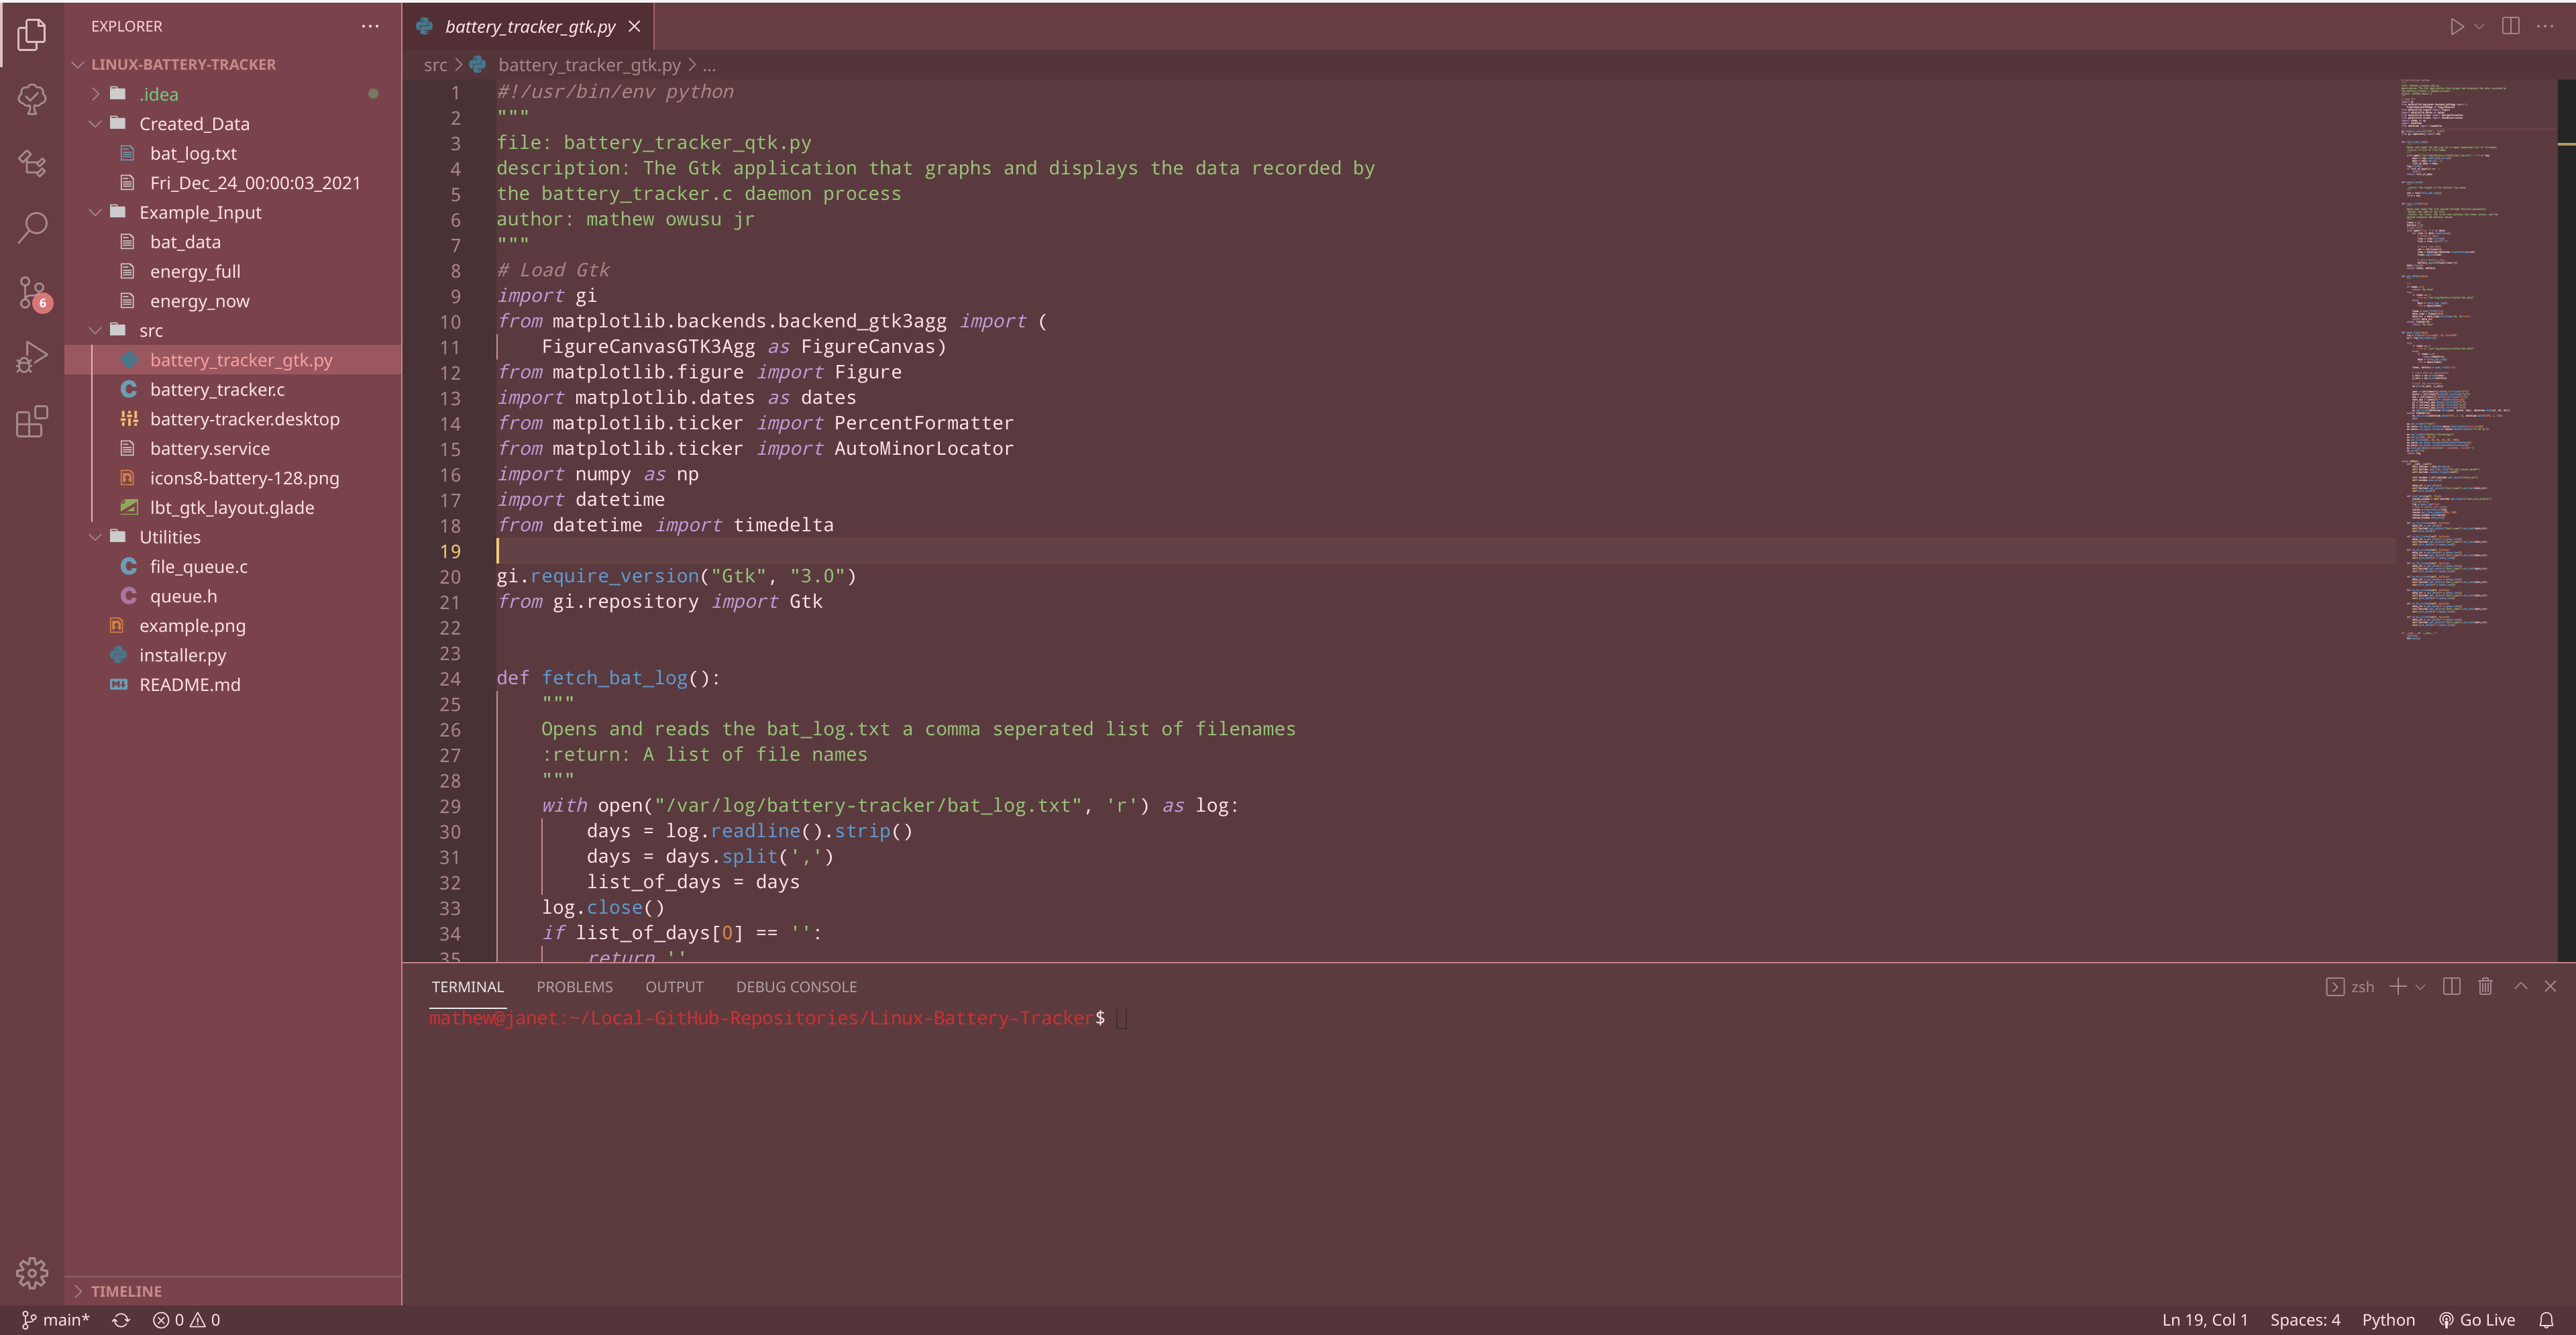 EXPLORER
LINUX-BATTERY-TRACKER
.idea
Created_Data
bat_log.txt
Fri_Dec_24_00:00:03_2021
Example_Input
bat_data
energy_full
energy_now
src
battery_tracker_gtk.py
battery_tracker.c
battery-tracker.desktop
battery.service
icons8-battery-128.png
lbt_gtk_layout.glade
Utilities
file_queue.c
queue.h
example.png
installer.py
README.md
TIMELINE
6
battery_tracker_gtk.py
src > battery_tracker_gtk.py > ...
1 #!/usr/bin/env python
2 """
3 file: battery_tracker_qtk.py
4 description: The Gtk application that graphs and displays the data recorded by
5 the battery_tracker.c daemon process
6 author: mathew owusu jr
7 """
8 # Load Gtk
9 import gi
10 from matplotlib.backends.backend_gtk3agg import (
11     FigureCanvasGTK3Agg as FigureCanvas)
12 from matplotlib.figure import Figure
13 import matplotlib.dates as dates
14 from matplotlib.ticker import PercentFormatter
15 from matplotlib.ticker import AutoMinorLocator
16 import numpy as np
17 import datetime
18 from datetime import timedelta
19
20 gi.require_version("Gtk", "3.0")
21 from gi.repository import Gtk
22
23
24 def fetch_bat_log():
25     """
26     Opens and reads the bat_log.txt a comma seperated list of filenames
27     :return: A list of file names
28     """
29     with open("/var/log/battery-tracker/bat_log.txt", 'r') as log:
30         days = log.readline().strip()
31         days = days.split(',')
32         list_of_days = days
33     log.close()
34     if list_of_days[0] == '':
35         return ''
TERMINAL PROBLEMS OUTPUT DEBUG CONSOLE
zsh
mathew@janet:~/Local-GitHub-Repositories/Linux-Battery-Tracker$
main* 0 0 Ln 19, Col 1 Spaces: 4 Python Go Live